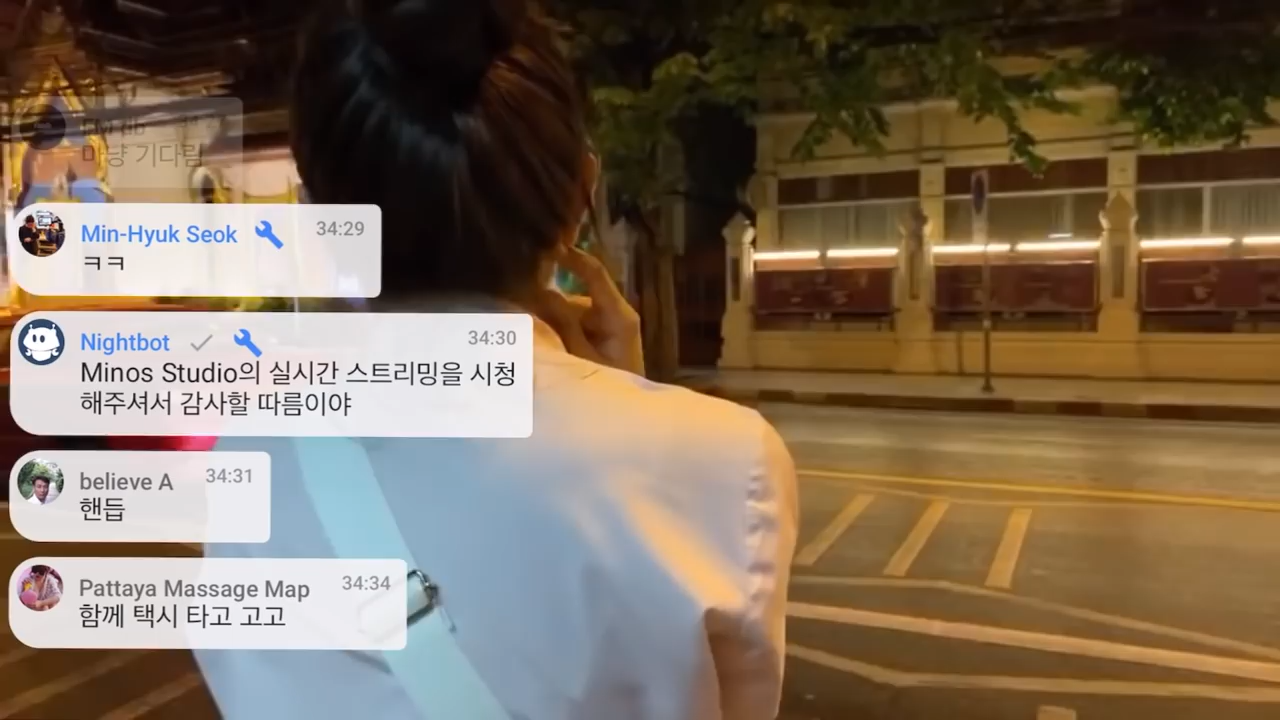 마냥 기다림
Min-Hyuk Seok 34:29
ㅋㅋ
Nightbot 34:30
Minos Studio의 실시간 스트리밍을 시청
해주셔서 감사할 따름이야
believe A 34:31
핸듭
Pattaya Massage Map 34:34
함께 택시 타고 고고